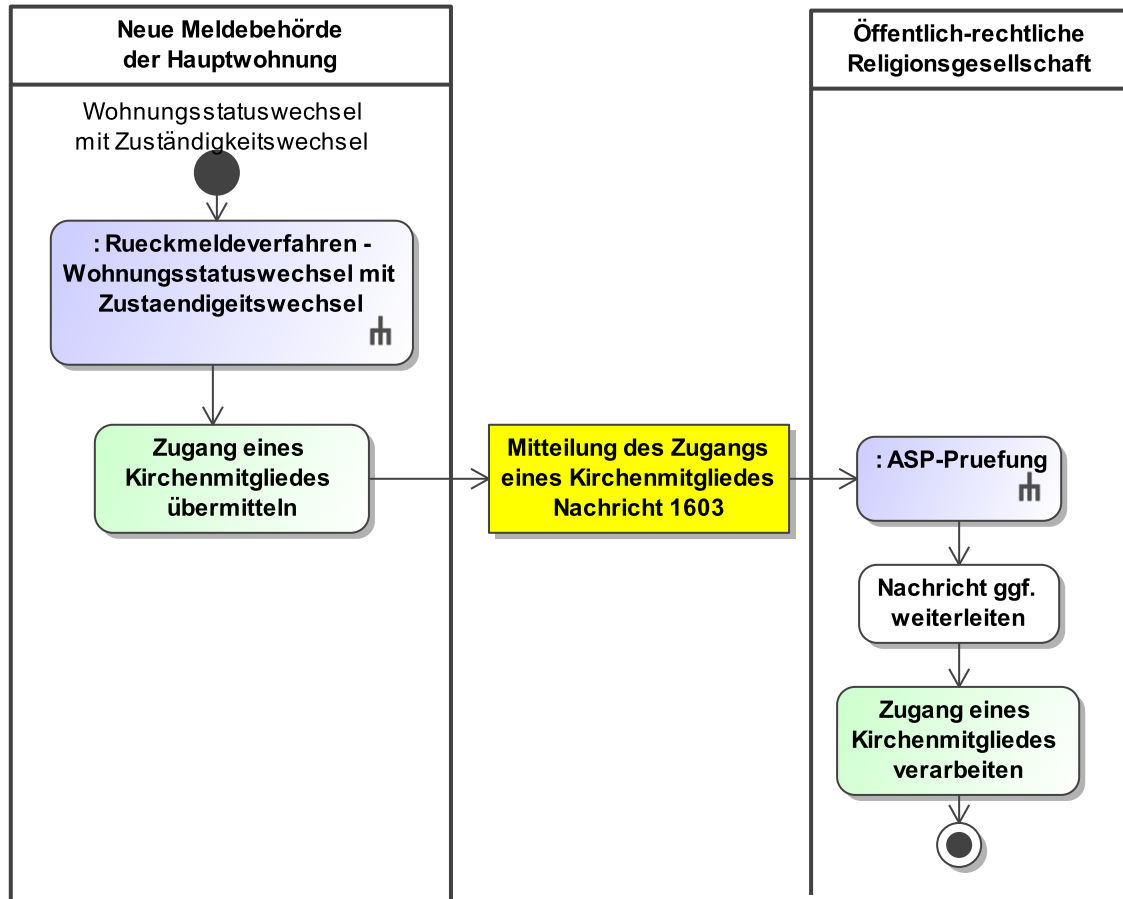 Neue Meldebehörde
der Hauptwohnung
Wohnungsstatuswechsel
mit Zuständigkeitswechsel
: Rueckmeldeverfahren -
Wohnungsstatuswechsel mit
Zustaendigeitswechsel
Zugang eines
Kirchenmitgliedes
übermitteln
Mitteilung des Zugangs
eines Kirchenmitgliedes
Nachricht 1603
Öffentlich-rechtliche
Religionsgesellschaft
: ASP-Pruefung
Nachricht ggf.
weiterleiten
Zugang eines
Kirchenmitgliedes
verarbeiten